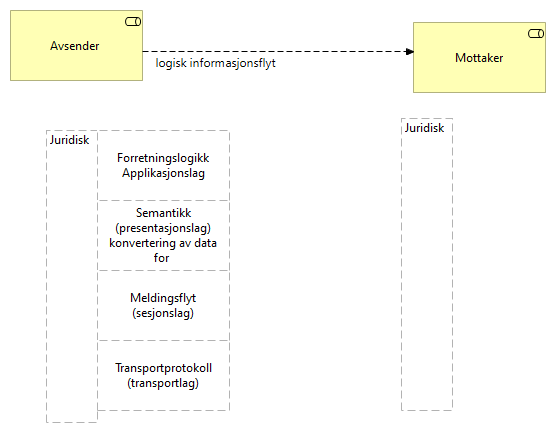 Avsender
Mottaker
logisk informasjonsflyt
Juridisk
Forretningslogikk
Applikasjonslag
Semantikk
(presentasjonslag)
konvertering av data
for
Meldingsflyt
(sesjonslag)
Transportprotokoll
(transportlag)
Juridisk